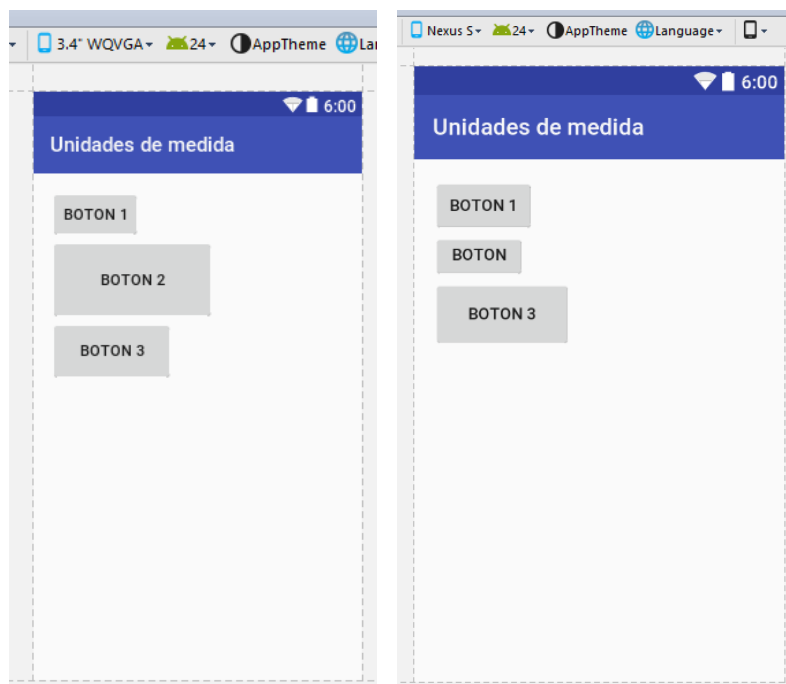 3.4" WQVGA 24 AppTheme Lar
6:00
Unidades de medida
BOTON 1
BOTON 2
BOTON 3
Nexus S 24 AppTheme Language
6:00
Unidades de medida
BOTON 1
BOTON
BOTON 3